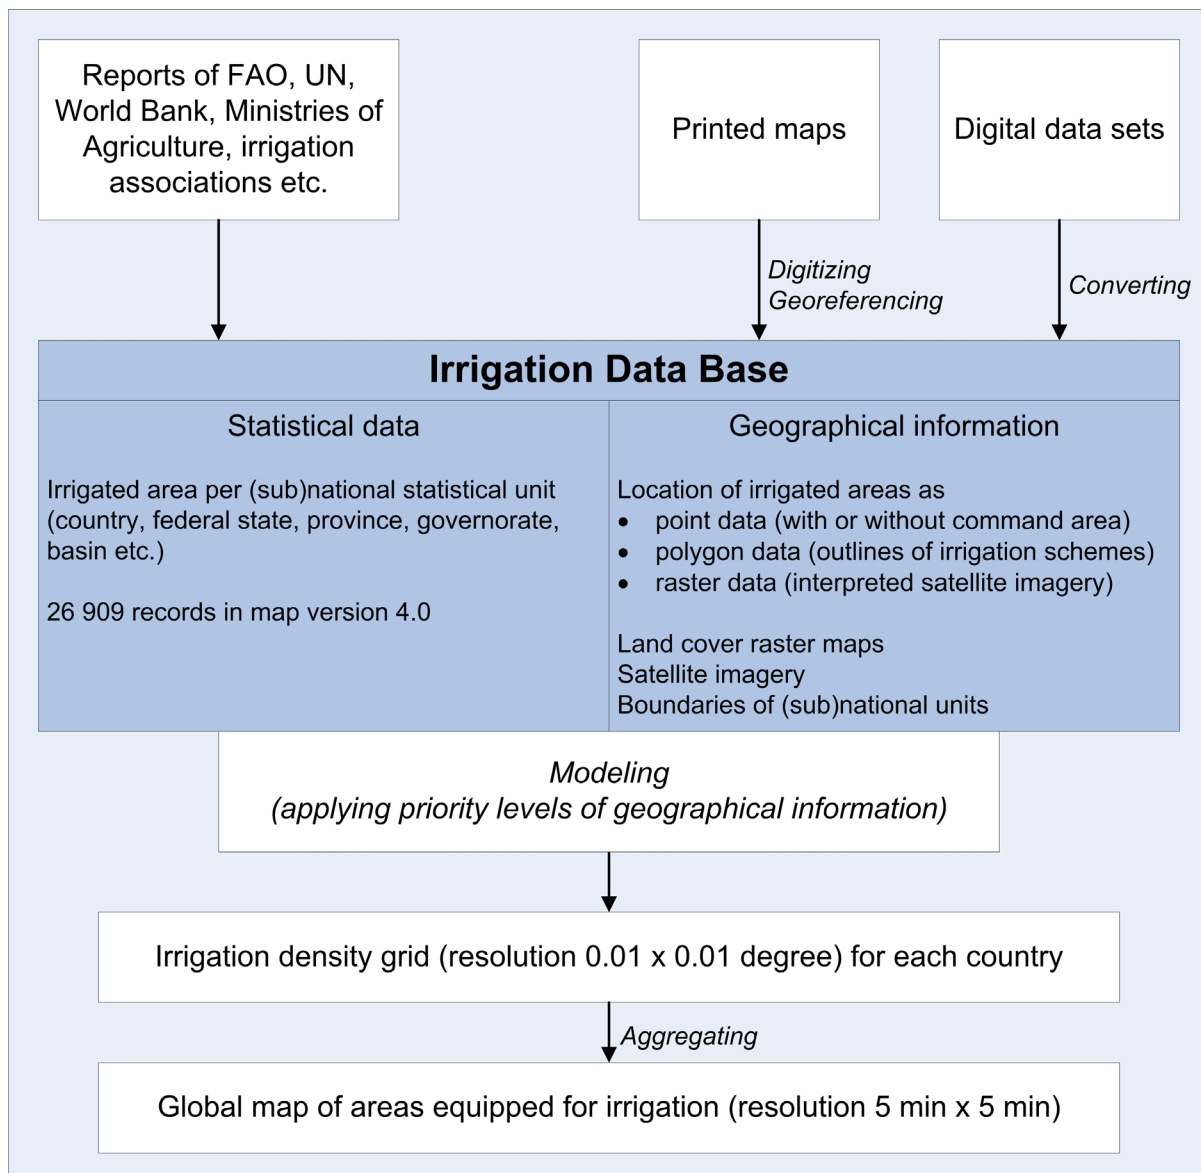 Reports of FAO, UN,
World Bank, Ministries of
Agriculture, irrigation
associations etc.
Printed maps
Digital data sets
Digitizing
Georeferencing
Converting
Irrigation Data Base
Statistical data
Irrigated area per (sub)national statistical unit
(country, federal state, province, governorate,
basin etc.)
26 909 records in map version 4.0
Geographical information
Location of irrigated areas as
• point data (with or without command area)
• polygon data (outlines of irrigation schemes)
• raster data (interpreted satellite imagery)
Land cover raster maps
Satellite imagery
Boundaries of (sub)national units
Modeling
(applying priority levels of geographical information)
Irrigation density grid (resolution 0.01 x 0.01 degree) for each country
Aggregating
Global map of areas equipped for irrigation (resolution 5 min x 5 min)